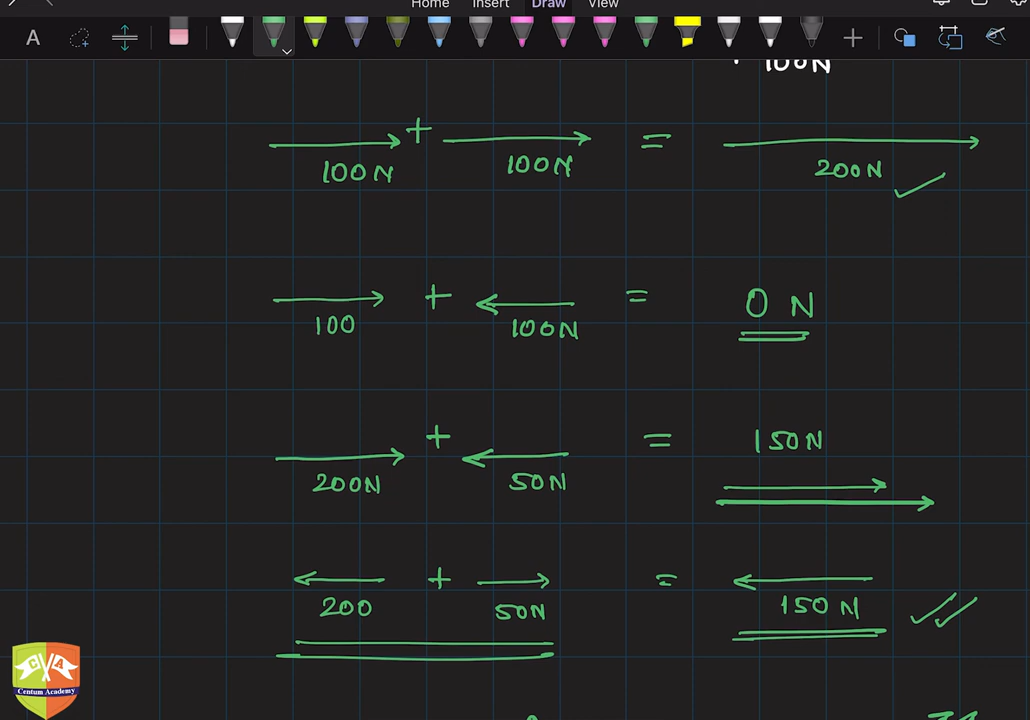 Home Insert Draw View
A
100N
+ =
100N 100N 200N
+ = 0 N
100 100N
+ = 150N
200N 50N
+ =
200 50N 150 N
C A
Centum Academy